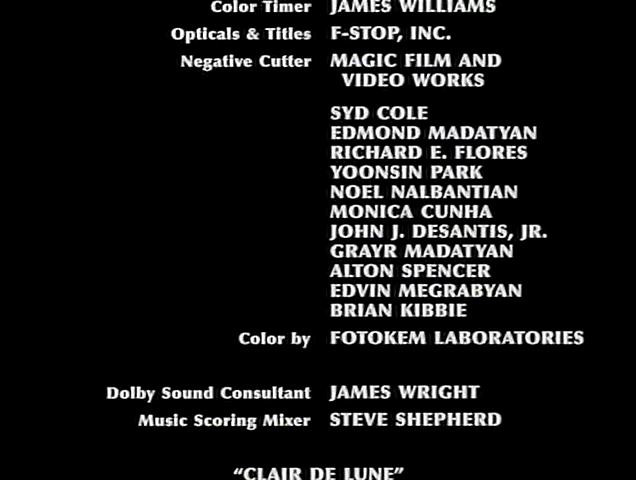 Color Timer JAMES WILLIAMS
Opticals & Titles F-STOP, INC.
Negative Cutter MAGIC FILM AND
VIDEO WORKS
SYD COLE
EDMOND MADATYAN
RICHARD E. FLORES
YOONSIN PARK
NOEL NALBANTIAN
MONICA CUNHA
JOHN J. DESANTIS, JR.
GRAYR MADATYAN
ALTON SPENCER
EDVIN MEGRABYAN
BRIAN KIBBIE
Color by FOTOKEM LABORATORIES
Dolby Sound Consultant JAMES WRIGHT
Music Scoring Mixer STEVE SHEPHERD
“CLAIR DE LUNE”